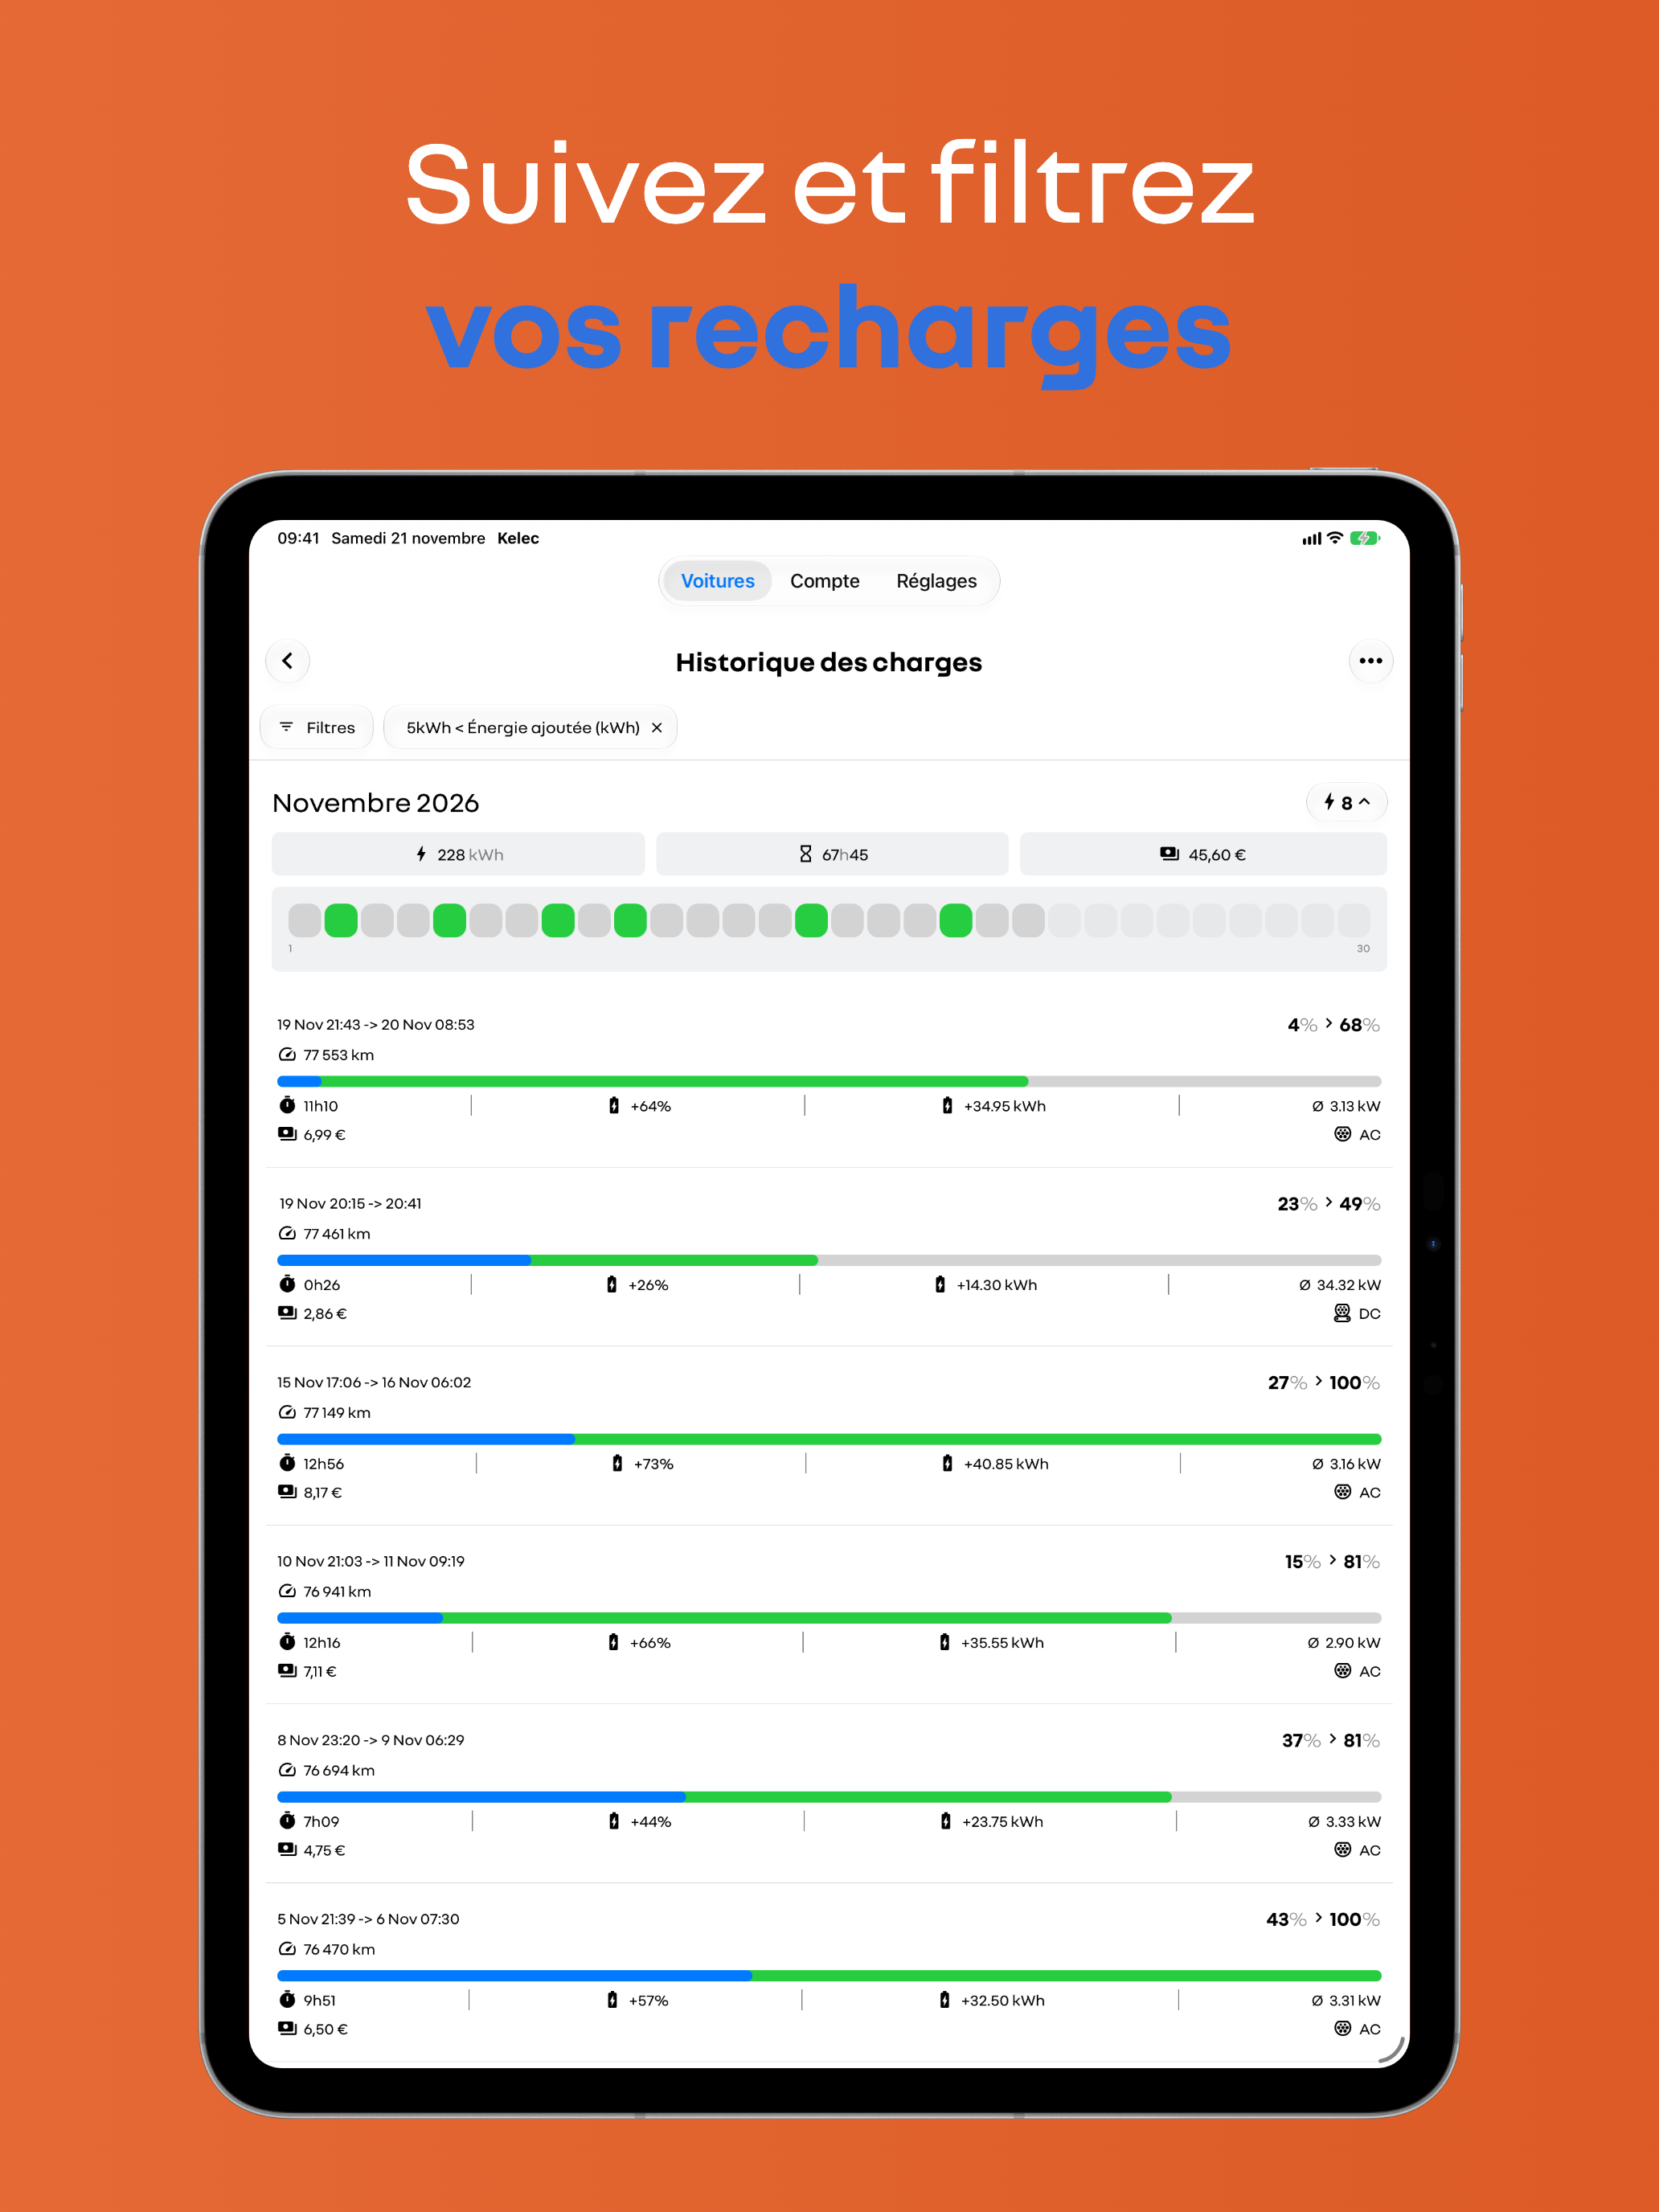 Suivez et filtrez
vos recharges
09:41 Samedi 21 novembre Kelec
Voitures Compte Réglages
Historique des charges
Filtres 5kWh < Énergie ajoutée (kWh) ×
Novembre 2026 8
228 kWh 67h45 45,60 €
1 30
19 Nov 21:43 -> 20 Nov 08:53 4% > 68%
77 553 km
11h10 +64% +34.95 kWh Ø 3.13 kW
6,99 € AC
19 Nov 20:15 -> 20:41 23% > 49%
77 461 km
0h26 +26% +14.30 kWh Ø 34.32 kW
2,86 € DC
15 Nov 17:06 -> 16 Nov 06:02 27% > 100%
77 149 km
12h56 +73% +40.85 kWh Ø 3.16 kW
8,17 € AC
10 Nov 21:03 -> 11 Nov 09:19 15% > 81%
76 941 km
12h16 +66% +35.55 kWh Ø 2.90 kW
7,11 € AC
8 Nov 23:20 -> 9 Nov 06:29 37% > 81%
76 694 km
7h09 +44% +23.75 kWh Ø 3.33 kW
4,75 € AC
5 Nov 21:39 -> 6 Nov 07:30 43% > 100%
76 470 km
9h51 +57% +32.50 kWh Ø 3.31 kW
6,50 € AC